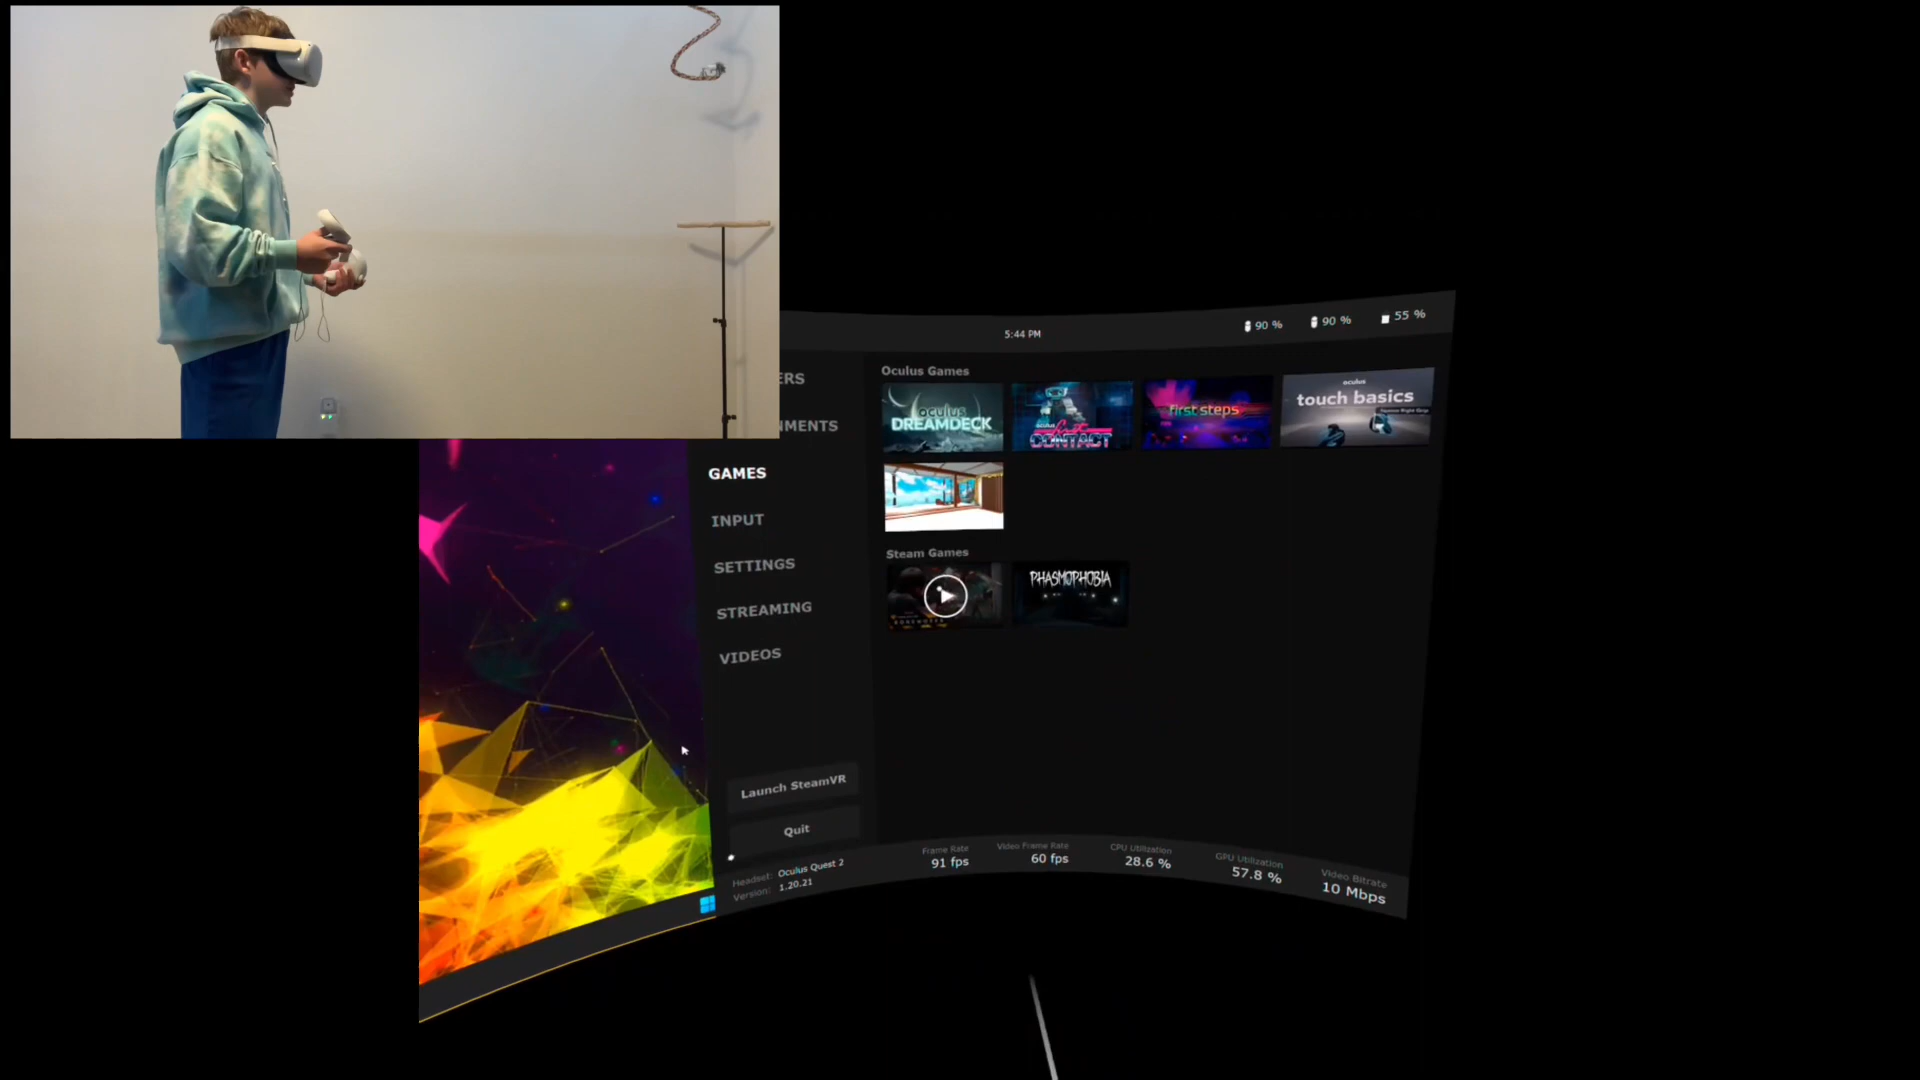 5:44 PM
90 %
90 %
55 %
ERS
NMENTS
GAMES
INPUT
SETTINGS
STREAMING
VIDEOS
Launch SteamVR
Quit
Oculus Games
oculus
DREAMDECK
CONTACT
first steps
oculus
touch basics
Steam Games
BONEWORKS
PHASMOPHOBIA
Headset: Oculus Quest 2
Version: 1.20.21
Frame Rate
91 fps
Video Frame Rate
60 fps
CPU Utilization
28.6 %
GPU Utilization
57.8 %
Video Bitrate
10 Mbps